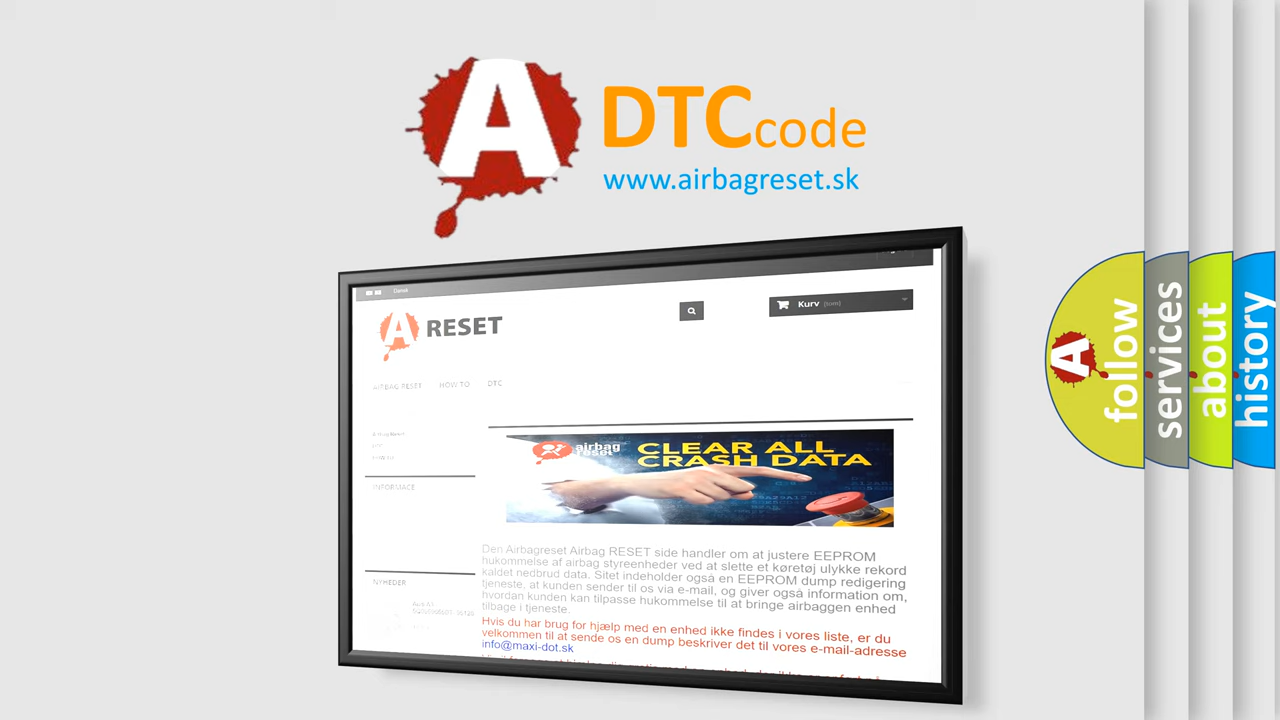 A
DTCcode
www.airbagreset.sk
Dansk
A RESET
Kurv (tom)
AIRBAG RESET HOW TO DTC
Airbag Reset
INFORMACE
NYHEDER
airbag
reset
CLEAR ALL
CRASH DATA
Den Airbagreset Airbag RESET side handler om at justere EEPROM
hukommelse af airbag styreenheder ved at slette et køretøj ulykke rekord
kaldet nedbrud data. Sitet indeholder også en EEPROM dump redigering
tjeneste, at kunden sender til os via e-mail, og giver også information om,
hvordan kunden kan tilpasse hukommelse til at bringe airbaggen enhed
tilbage i tjeneste.
Hvis du har brug for hjælp med en enhed ikke findes i vores liste, er du
velkommen til at sende os en dump beskriver det til vores e-mail-adresse
info@maxi-dot.sk
A
follow
services
about
history